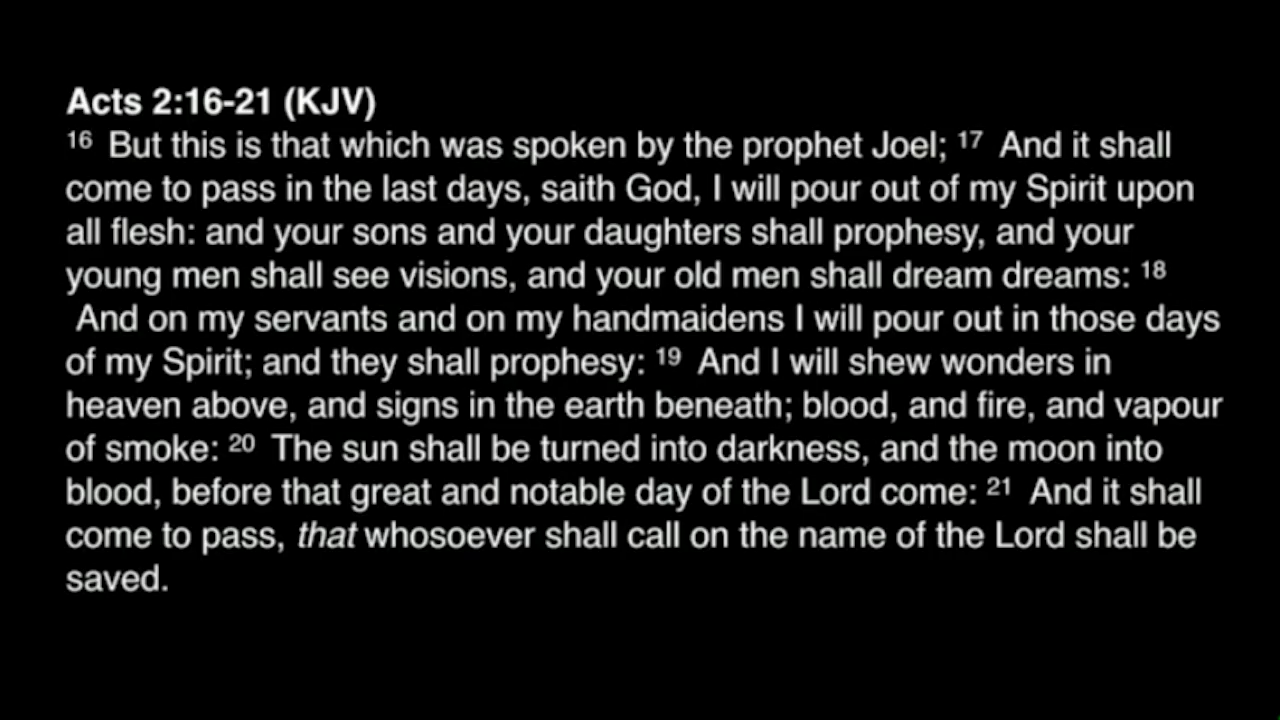 Acts 2:16-21 (KJV)
16 But this is that which was spoken by the prophet Joel; 17 And it shall
come to pass in the last days, saith God, I will pour out of my Spirit upon
all flesh: and your sons and your daughters shall prophesy, and your
young men shall see visions, and your old men shall dream dreams: 18
And on my servants and on my handmaidens I will pour out in those days
of my Spirit; and they shall prophesy: 19 And I will shew wonders in
heaven above, and signs in the earth beneath; blood, and fire, and vapour
of smoke: 20 The sun shall be turned into darkness, and the moon into
blood, before that great and notable day of the Lord come: 21 And it shall
come to pass, that whosoever shall call on the name of the Lord shall be
saved.